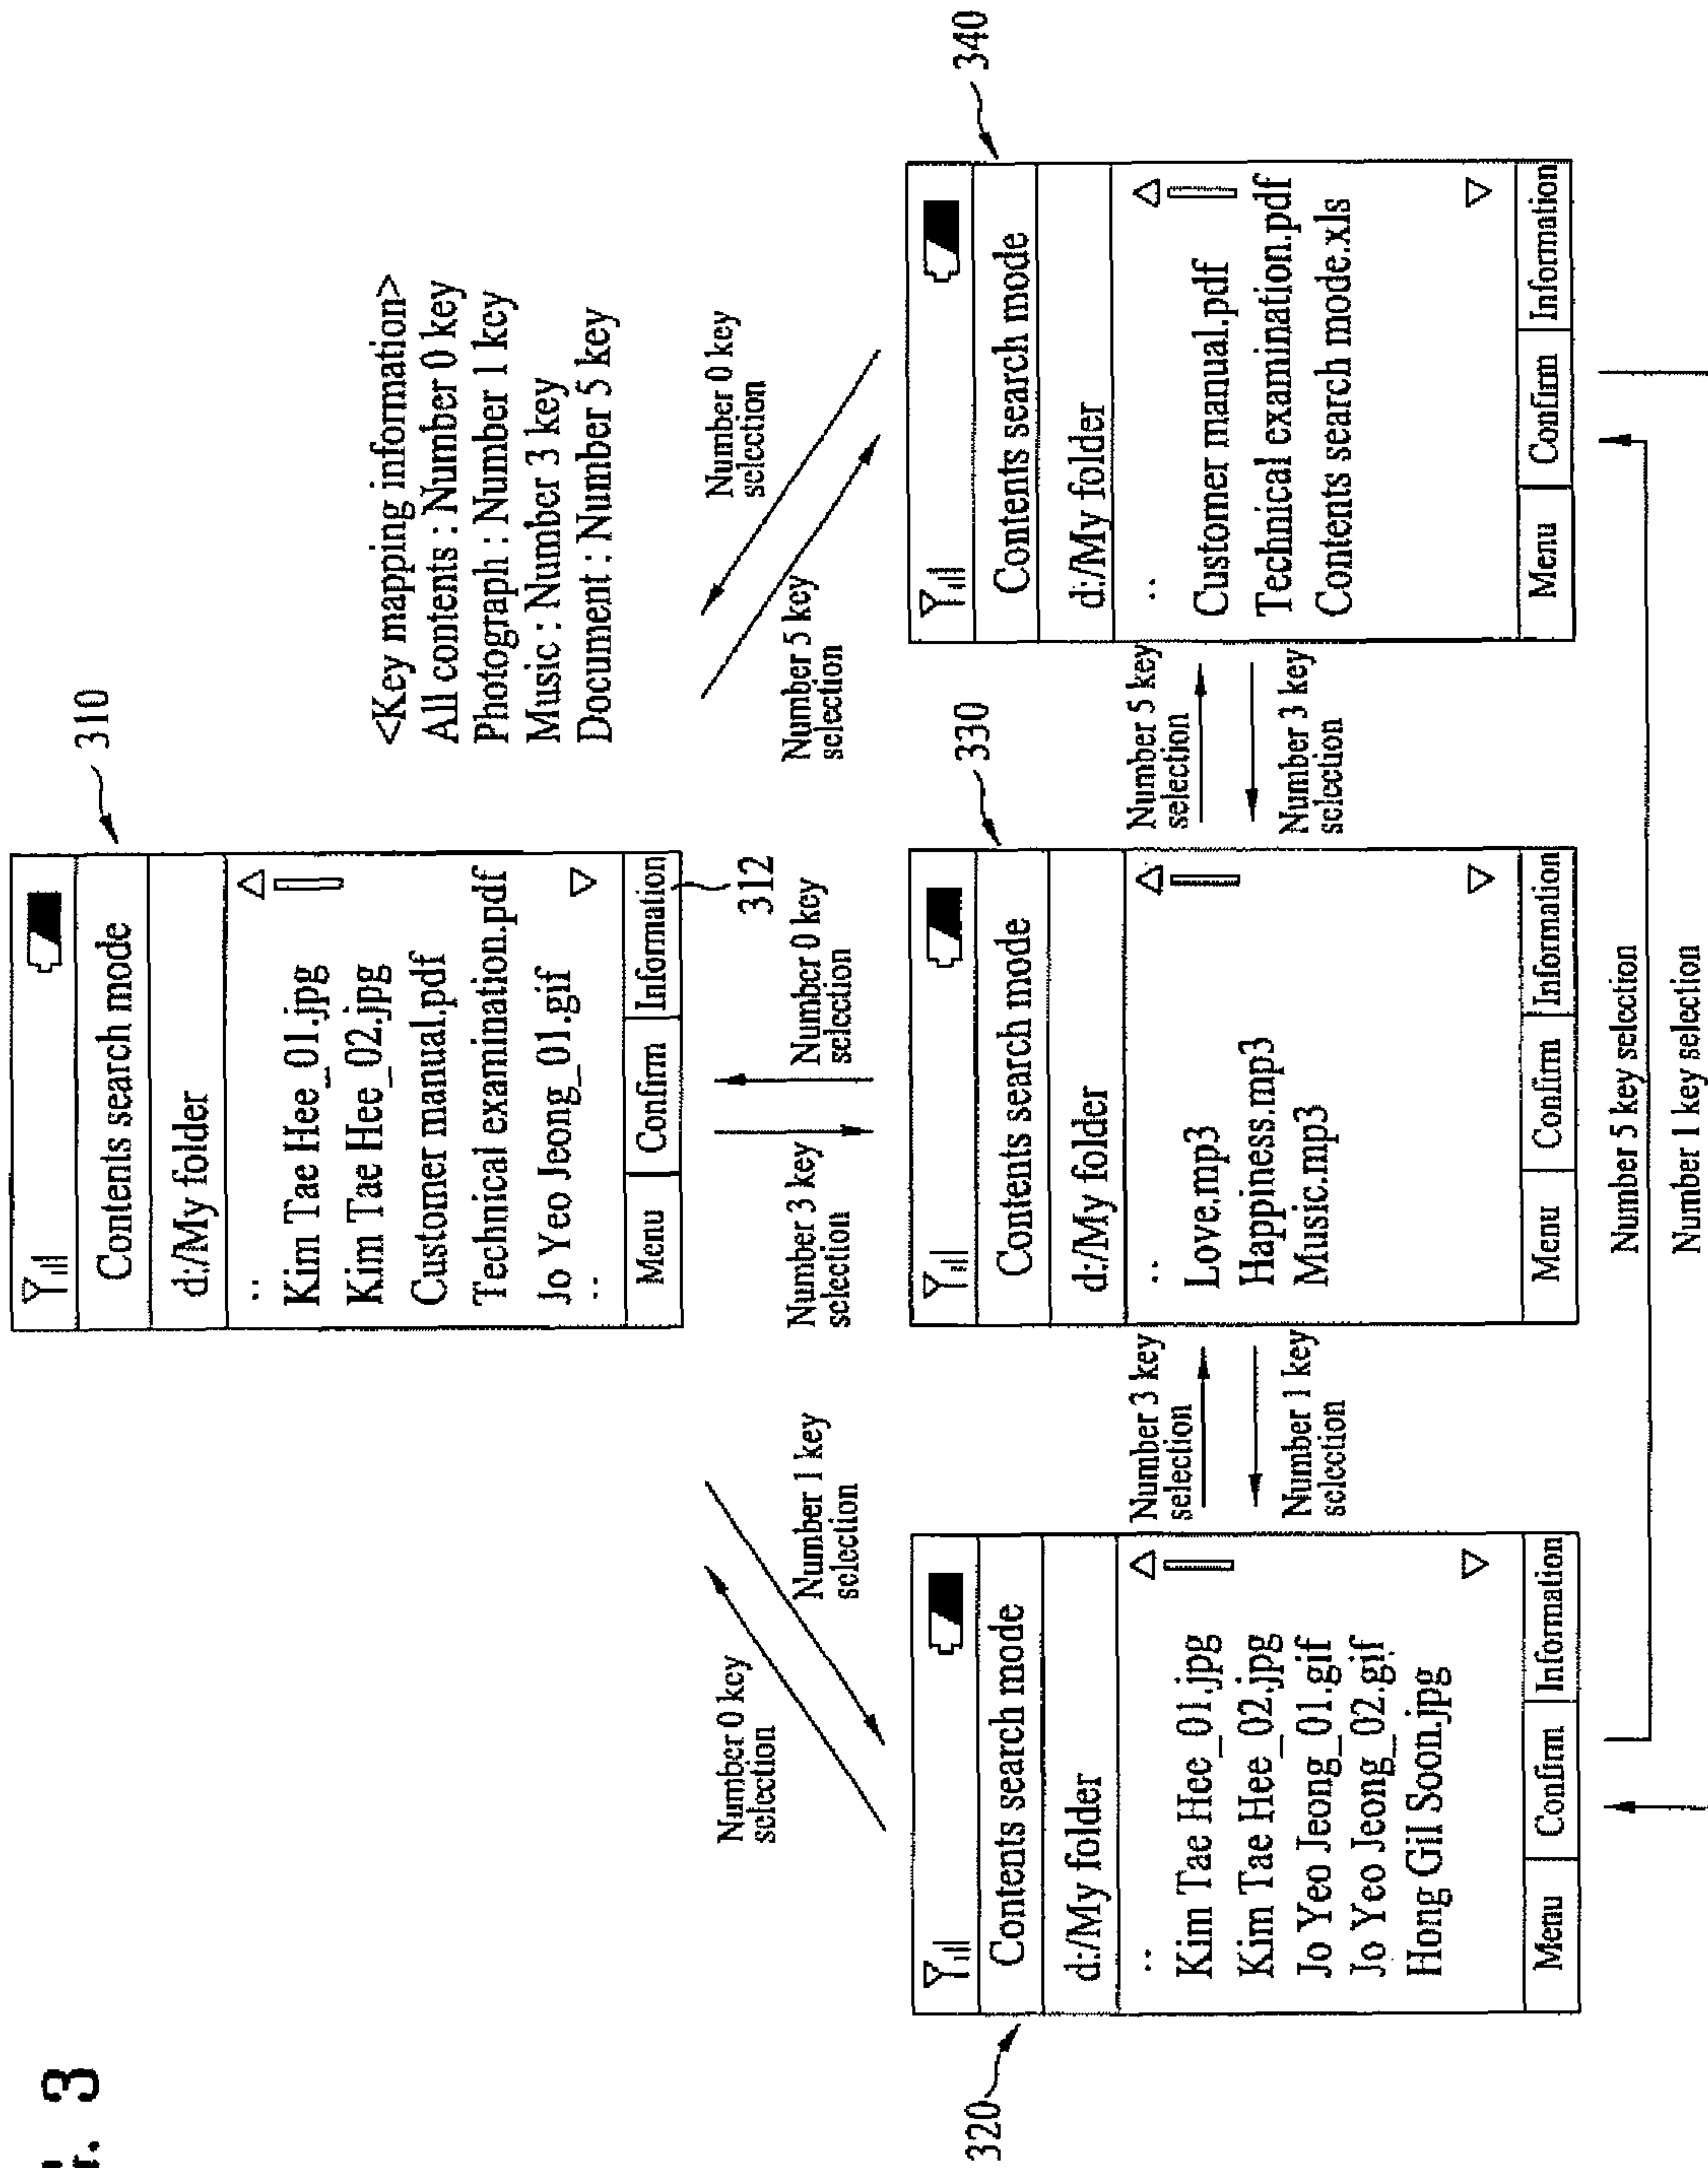 3
310
Contents search mode
d:/My folder
..
Kim Tae Hee_01.jpg
Kim Tae Hee_02.jpg
Customer manual.pdf
Technical examination.pdf
Jo Yeo Jeong_01.gif
..
Menu
Confirm
Information
312
<Key mapping information>
All contents : Number 0 key
Photograph : Number 1 key
Music : Number 3 key
Document : Number 5 key
Number 0 key
selection
Number 1 key
selection
Number 3 key
selection
Number 0 key
selection
Number 5 key
selection
Number 0 key
selection
320
Contents search mode
d:/My folder
..
Kim Tae Hee_01.jpg
Kim Tae Hee_02.jpg
Jo Yeo Jeong_01.gif
Jo Yeo Jeong_02.gif
Hong Gil Soon.jpg
Menu
Confirm
Information
Number 3 key
selection
Number 1 key
selection
330
Contents search mode
d:/My folder
..
Love.mp3
Happiness.mp3
Music.mp3
Menu
Confirm
Information
Number 5 key
selection
Number 3 key
selection
340
Contents search mode
d:/My folder
..
Customer manual.pdf
Technical examination.pdf
Contents search mode.xls
Menu
Confirm
Information
Number 5 key selection
Number 1 key selection